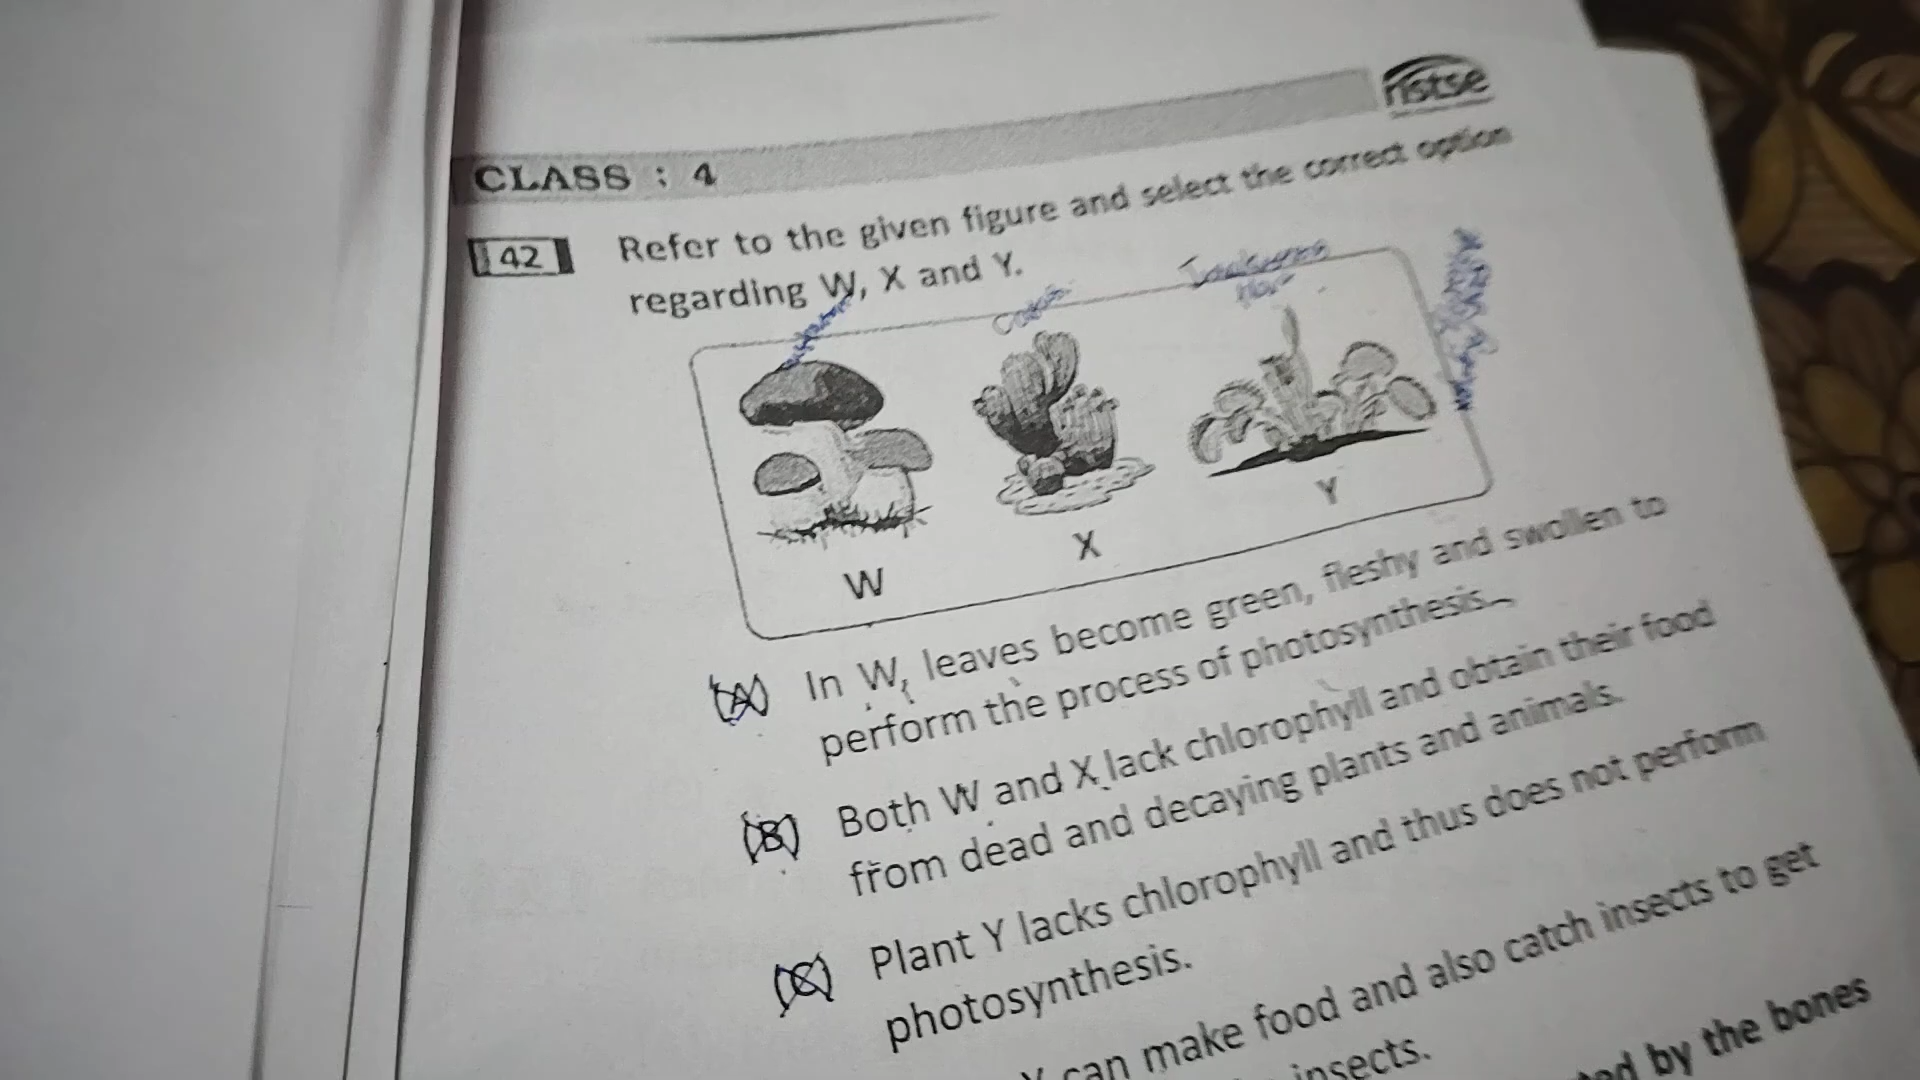 nstse
CLASS : 4
42 Refer to the given figure and select the correct option
regarding W, X and Y.
W X Y
(A) In W, leaves become green, fleshy and swollen to
perform the process of photosynthesis.
(B) Both W and X lack chlorophyll and obtain their food
from dead and decaying plants and animals.
(C) Plant Y lacks chlorophyll and thus does not perform
photosynthesis.
Y can make food and also catch insects to get
insects.
by the bones